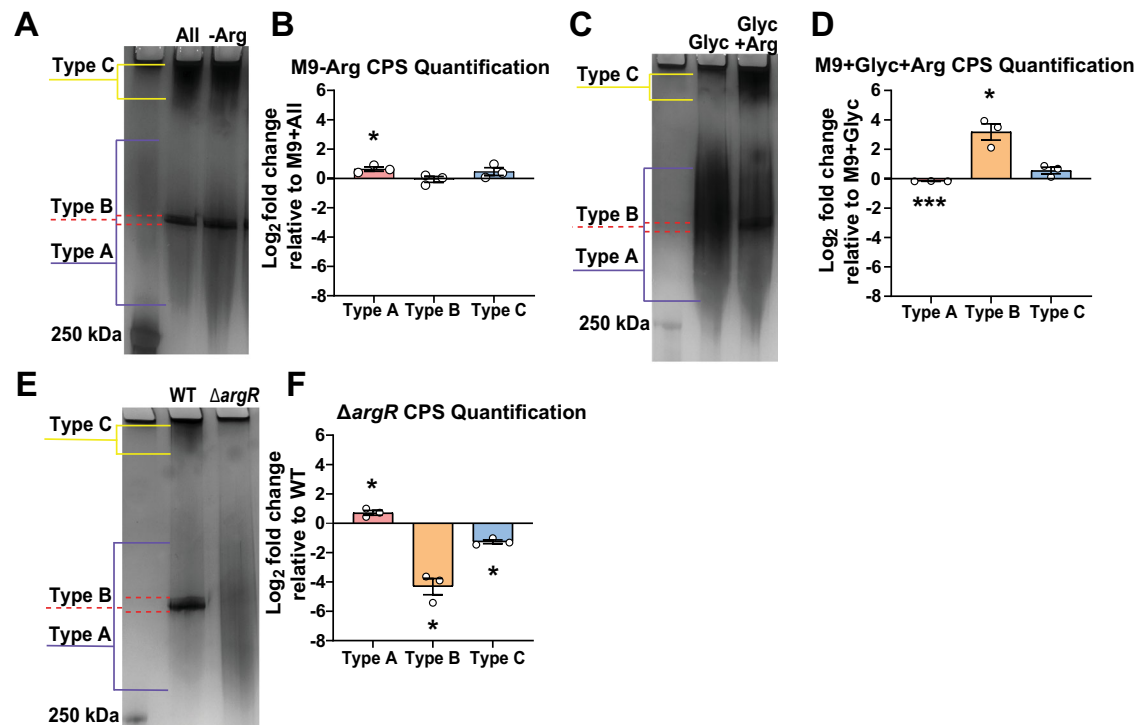 A
All -Arg
Type C
Type B
Type A
250 kDa
B
M9-Arg CPS Quantification
Log2 fold change
relative to M9+All
6
4
2
0
-2
-4
-6
-8
*
Type A Type B Type C
C
Glyc Glyc
+Arg
Type C
Type B
Type A
250 kDa
D
M9+Glyc+Arg CPS Quantification
Log2 fold change
relative to M9+Glyc
6
4
2
0
-2
-4
-6
-8
***
*
Type A Type B Type C
E
WT ΔargR
Type C
Type B
Type A
250 kDa
F
ΔargR CPS Quantification
Log2 fold change
relative to WT
6
4
2
0
-2
-4
-6
-8
*
*
*
Type A Type B Type C